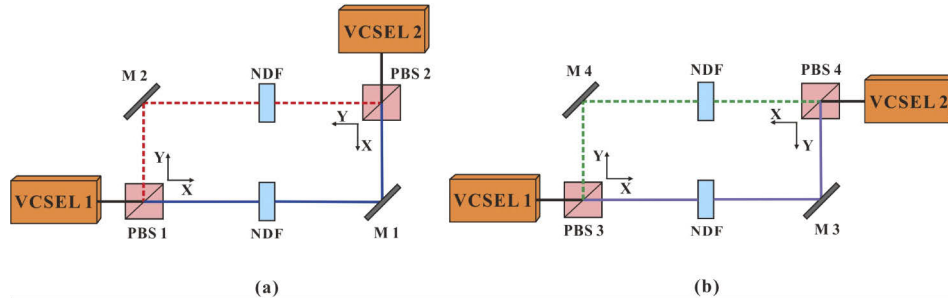 VCSEL 2
M 2
NDF
PBS 2
Y
X
Y
X
VCSEL 1
PBS 1
NDF
M 1
(a)
M 4
NDF
PBS 4
VCSEL 2
X
Y
Y
X
VCSEL 1
PBS 3
NDF
M 3
(b)